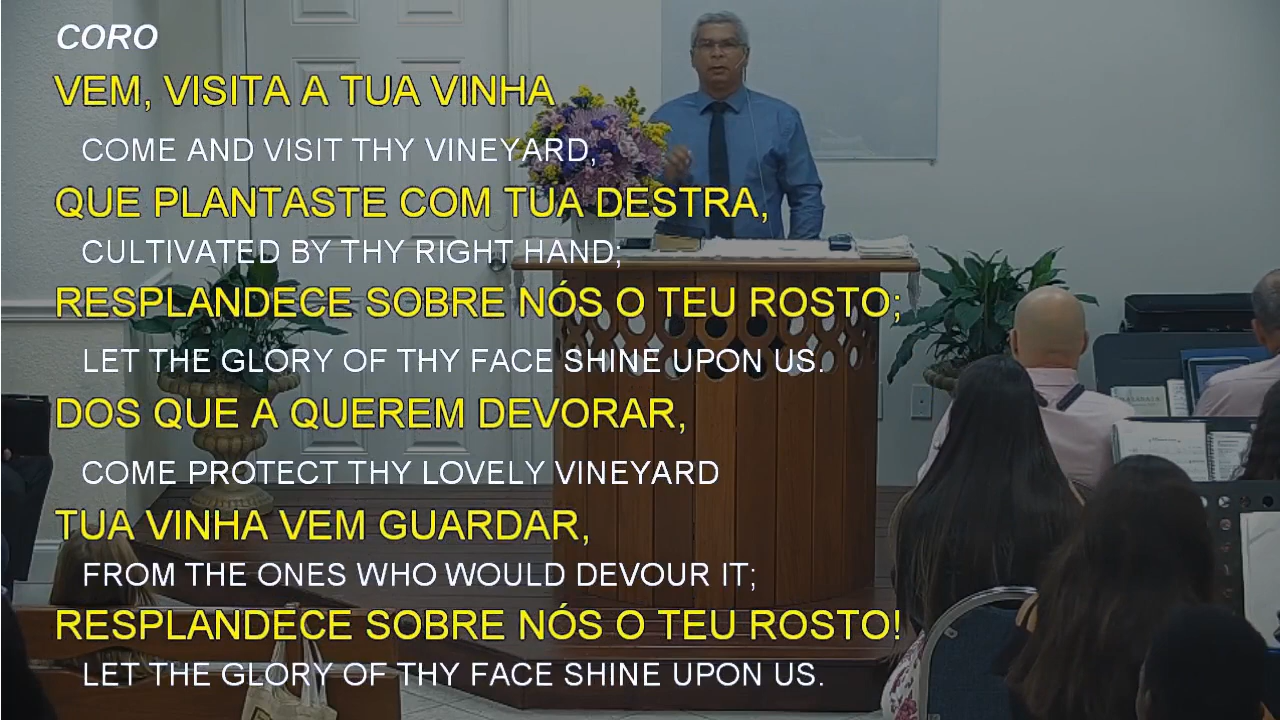 CORO
VEM, VISITA A TUA VINHA
COME AND VISIT THY VINEYARD,
QUE PLANTASTE COM TUA DESTRA,
CULTIVATED BY THY RIGHT HAND;
RESPLANDECE SOBRE NÓS O TEU ROSTO;
LET THE GLORY OF THY FACE SHINE UPON US.
DOS QUE A QUEREM DEVORAR,
COME PROTECT THY LOVELY VINEYARD
TUA VINHA VEM GUARDAR,
FROM THE ONES WHO WOULD DEVOUR IT;
RESPLANDECE SOBRE NÓS O TEU ROSTO!
LET THE GLORY OF THY FACE SHINE UPON US.